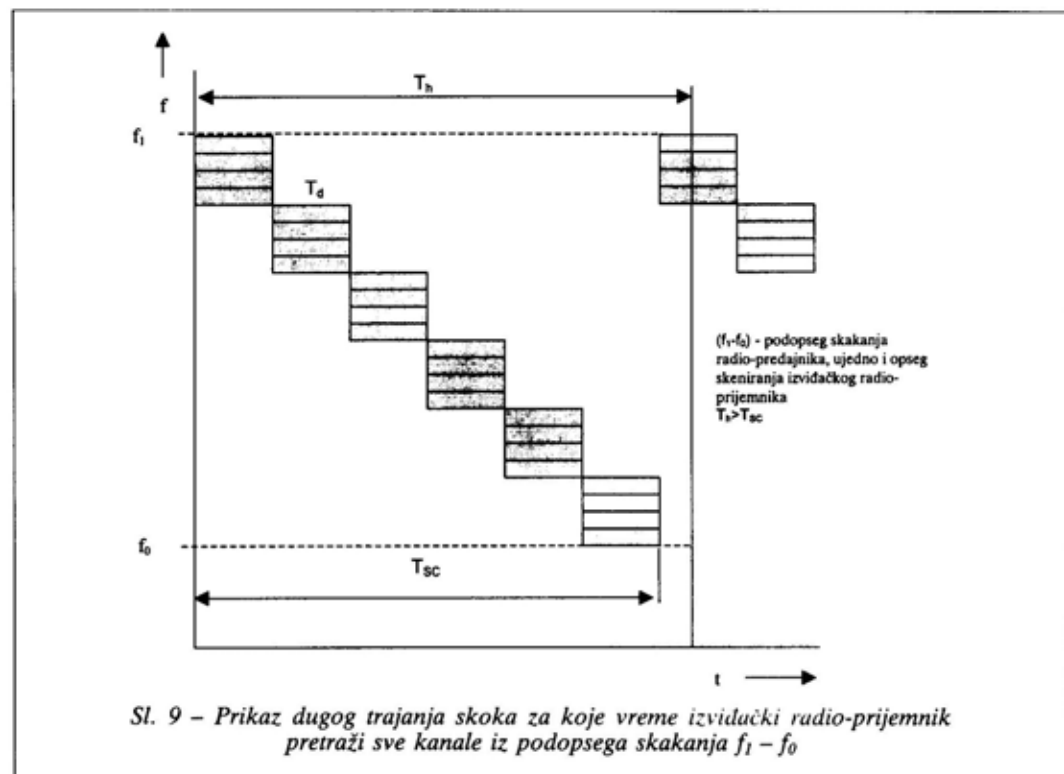 f
Tₕ
f₁
T_d
(f₁-f₀) - podopseg skakanja
radio-predajnika, ujedno i opseg
skeniranja izviđačkog radio-
prijemnika
Tₕ>Tsc
f₀
Tsc
t
Sl. 9 – Prikaz dugog trajanja skoka za koje vreme izviđački radio-prijemnik
pretraži sve kanale iz podopsega skakanja f₁ – f₀